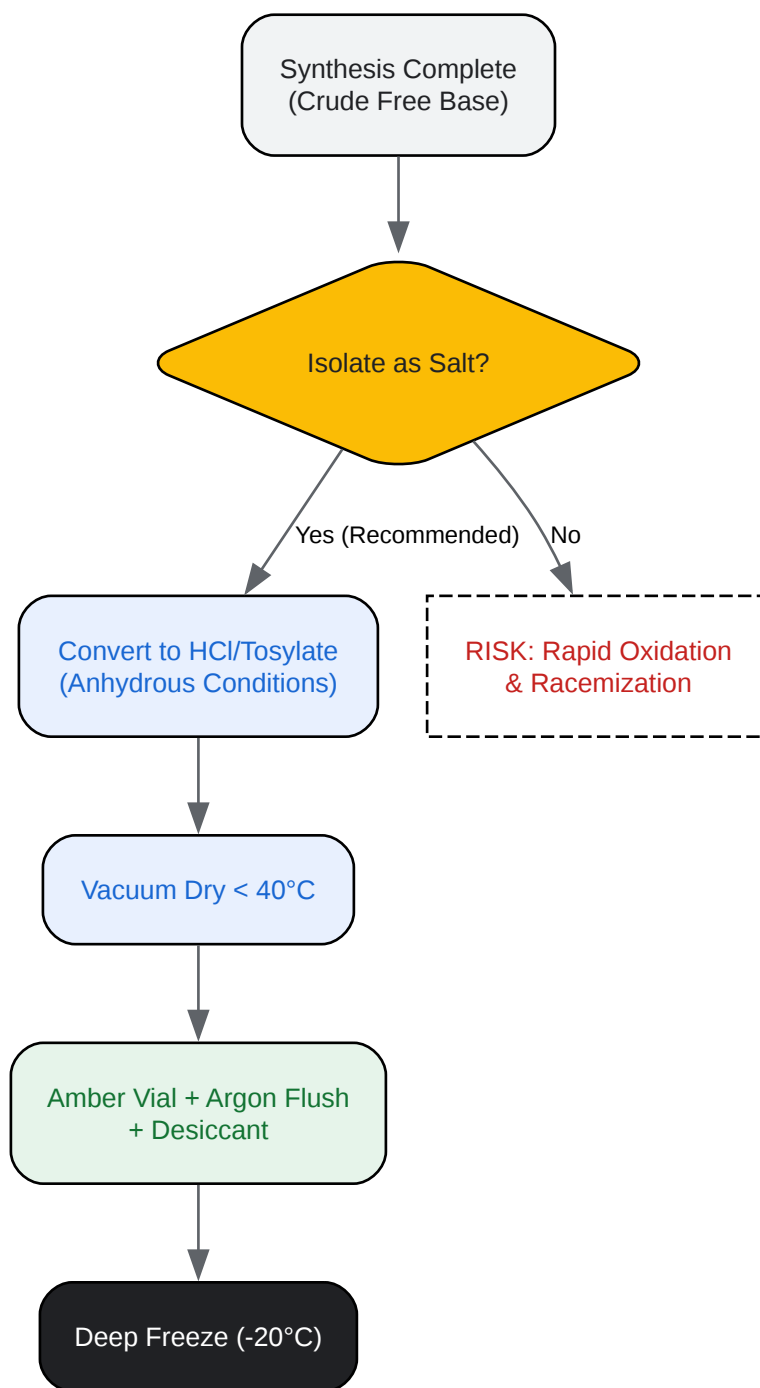 Synthesis Complete
(Crude Free Base)
Isolate as Salt?
Yes (Recommended)
No
Convert to HCl/Tosylate
(Anhydrous Conditions)
RISK: Rapid Oxidation
& Racemization
Vacuum Dry < 40°C
Amber Vial + Argon Flush
+ Desiccant
Deep Freeze (-20°C)